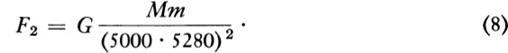 F₂ = G Mm / (5000 · 5280)² · (8)